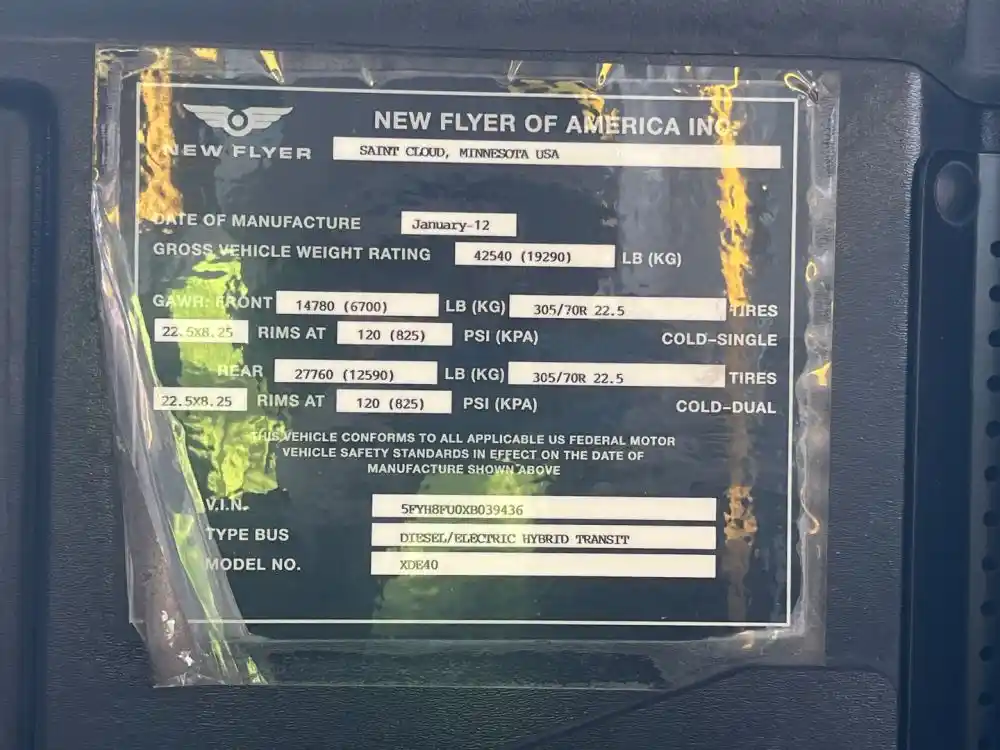 NEW FLYER OF AMERICA INC.
NEW FLYER
SAINT CLOUD, MINNESOTA USA
DATE OF MANUFACTURE January-12
GROSS VEHICLE WEIGHT RATING 42540 (19290) LB (KG)
GAWR: FRONT 14780 (6700) LB (KG) 305/70R 22.5 TIRES
22.5X8.25 RIMS AT 120 (825) PSI (KPA) COLD-SINGLE
REAR 27760 (12590) LB (KG) 305/70R 22.5 TIRES
22.5X8.25 RIMS AT 120 (825) PSI (KPA) COLD-DUAL
THIS VEHICLE CONFORMS TO ALL APPLICABLE US FEDERAL MOTOR
VEHICLE SAFETY STANDARDS IN EFFECT ON THE DATE OF
MANUFACTURE SHOWN ABOVE
V.I.N. 5FYH8FU0XB039436
TYPE BUS DIESEL/ELECTRIC HYBRID TRANSIT
MODEL NO. XDE40